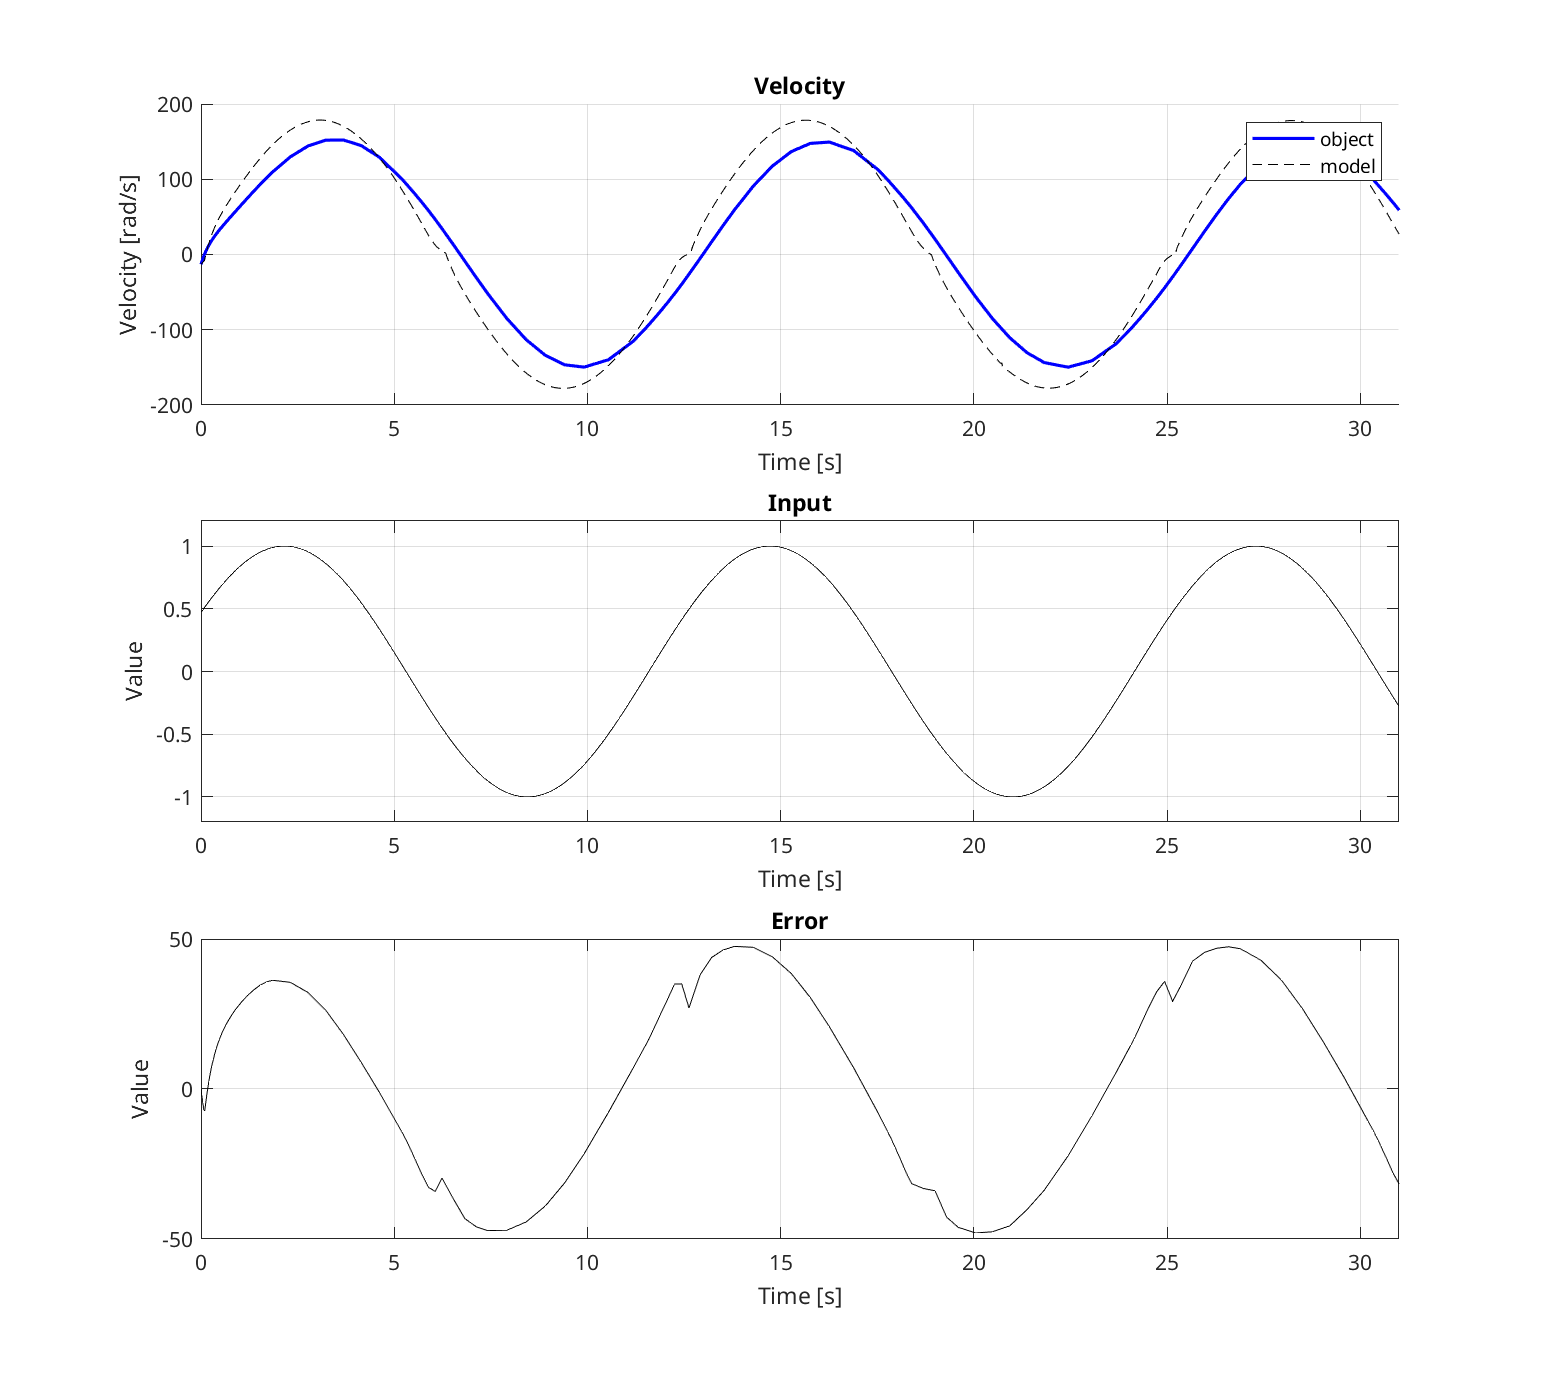 Velocity
Velocity [rad/s]
200
100
0
-100
-200
object
model
0 5 10 15 20 25 30
Time [s]
Input
Value
1
0.5
0
-0.5
-1
0 5 10 15 20 25 30
Time [s]
Error
Value
50
0
-50
0 5 10 15 20 25 30
Time [s]